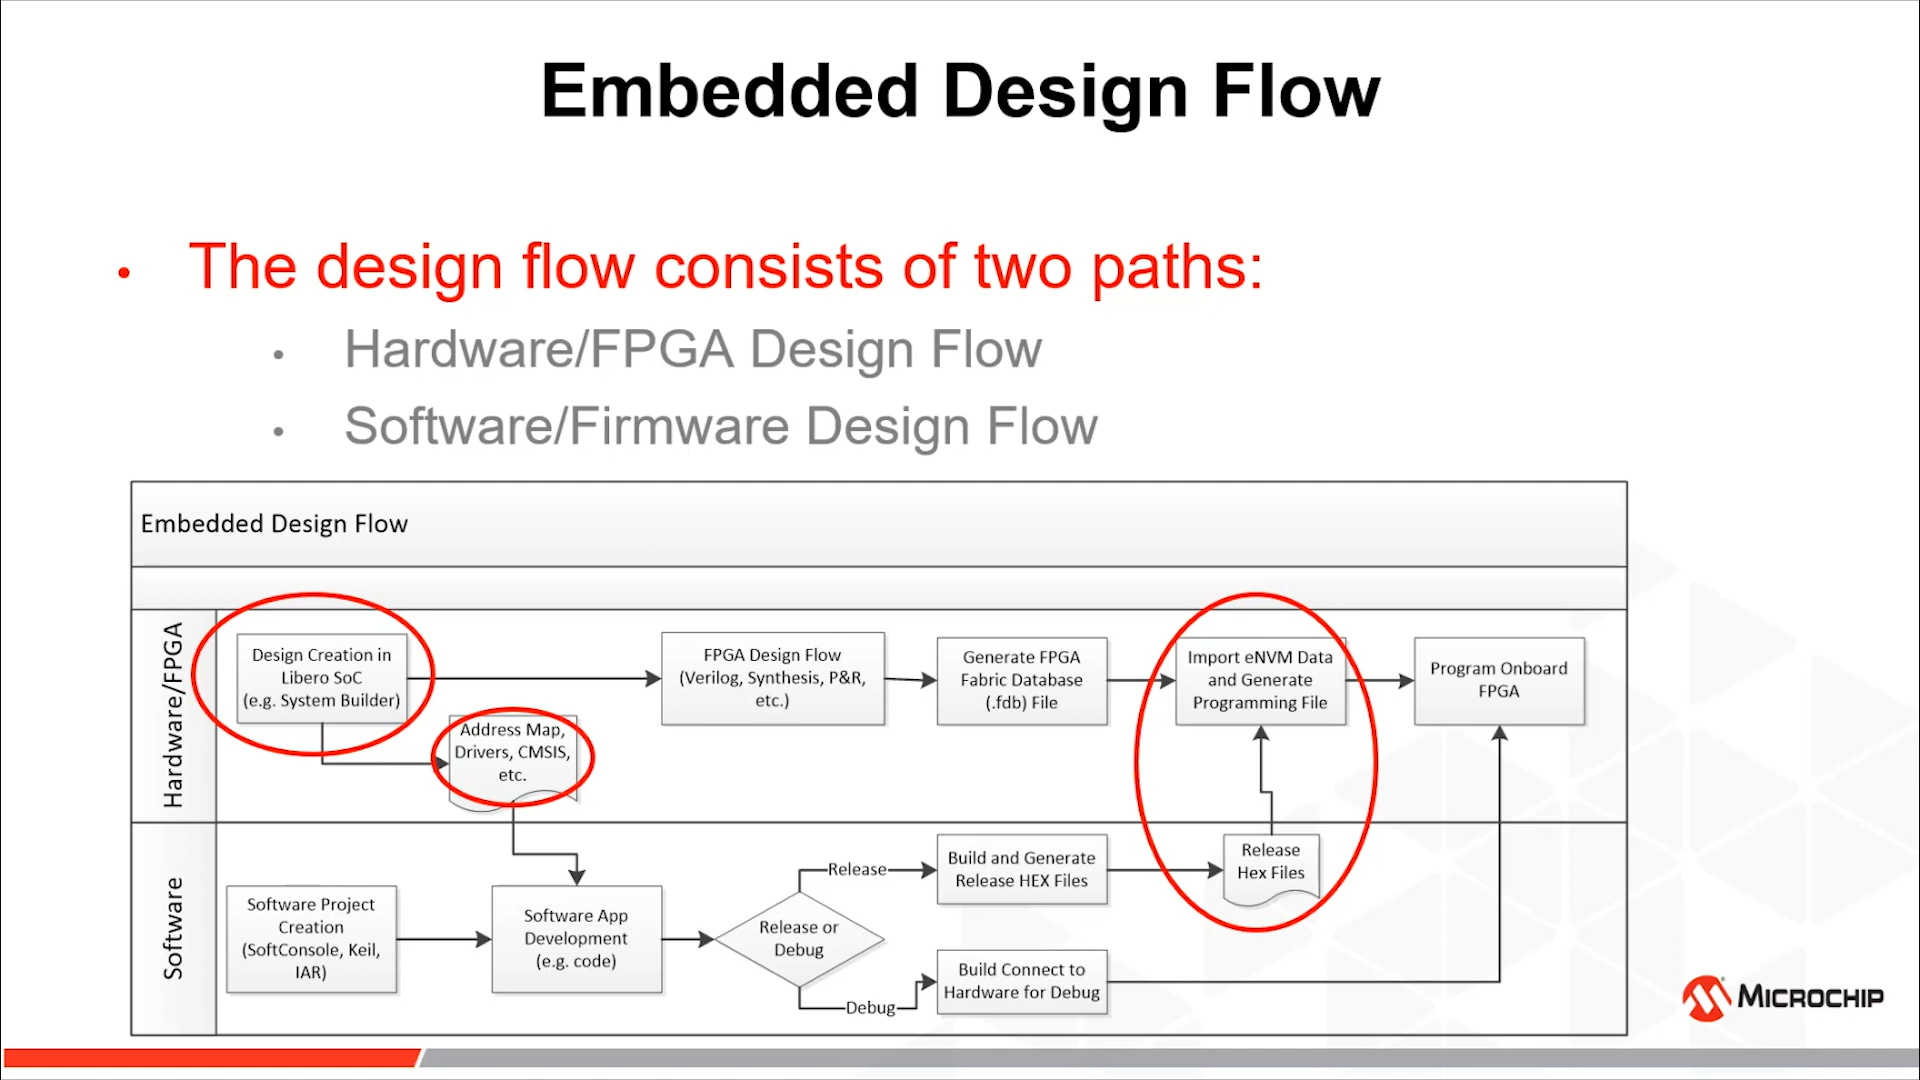 Embedded Design Flow
• The design flow consists of two paths:
• Hardware/FPGA Design Flow
• Software/Firmware Design Flow
Embedded Design Flow
Hardware/FPGA
Design Creation in
Libero SoC
(e.g. System Builder)
Address Map,
Drivers, CMSIS,
etc.
FPGA Design Flow
(Verilog, Synthesis, P&R,
etc.)
Generate FPGA
Fabric Database
(.fdb) File
Import eNVM Data
and Generate
Programming File
Program Onboard
FPGA
Software
Software Project
Creation
(SoftConsole, Keil,
IAR)
Software App
Development
(e.g. code)
Release or
Debug
Release
Debug
Build and Generate
Release HEX Files
Release
Hex Files
Build Connect to
Hardware for Debug
MICROCHIP